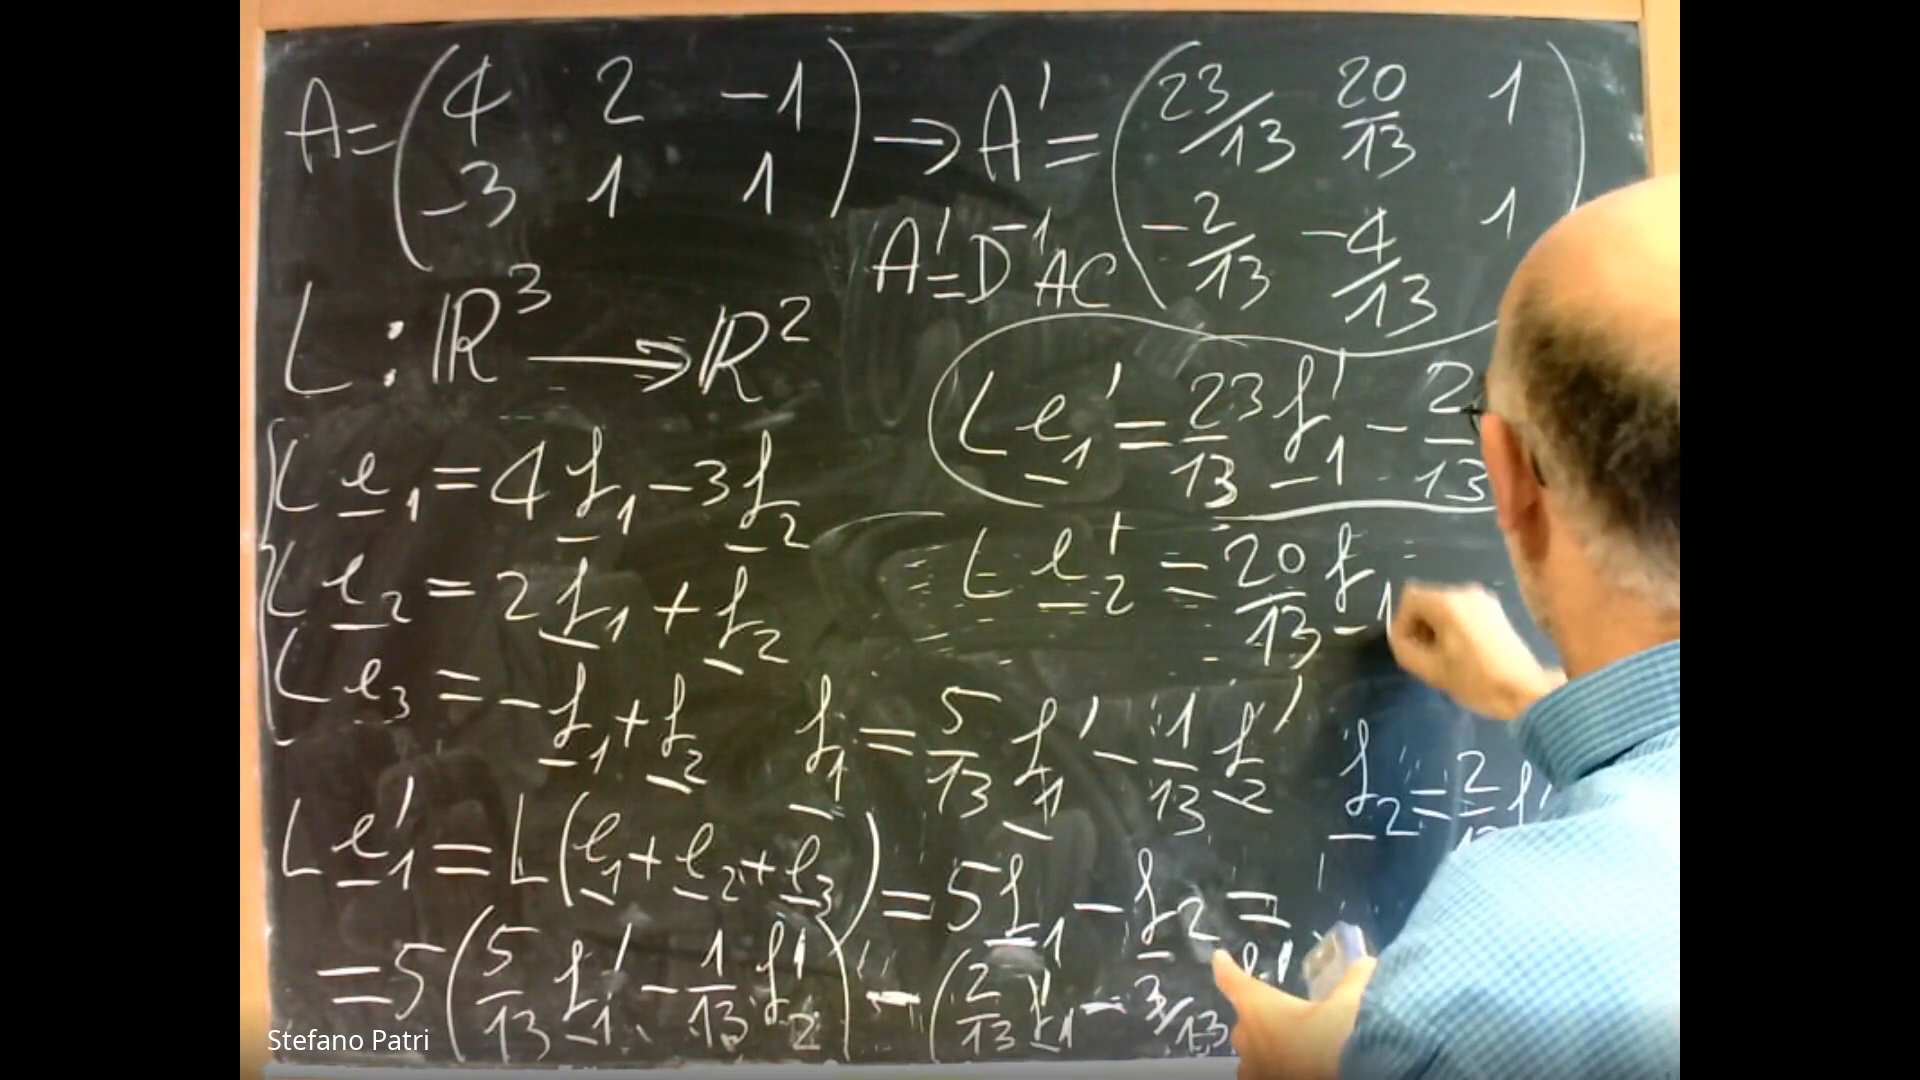 A = ( 4 2 -1 -3 1 1 ) → A' = ( 23/13 20/13 1 -2/13 -4/13 1
A' = D⁻¹ A C
L : ℝ³ → ℝ²
L e₁' = 23/13 f₁' - 2/13
L e₁ = 4 f₁ - 3 f₂
L e₂' = 20/13 f₁
L e₂ = 2 f₁ + f₂
L e₃ = - f₁ + f₂
f₁ = 5/13 f₁' - 1/13 f₂'
f₂ = 2
L e₁' = L ( e₁ + e₂ + e₃ ) = 5 f₁ - f₂ =
= 5 ( 5/13 f₁' - 1/13 f₂' ) - ( 2/13 f₁' - 3/13
Stefano Patri